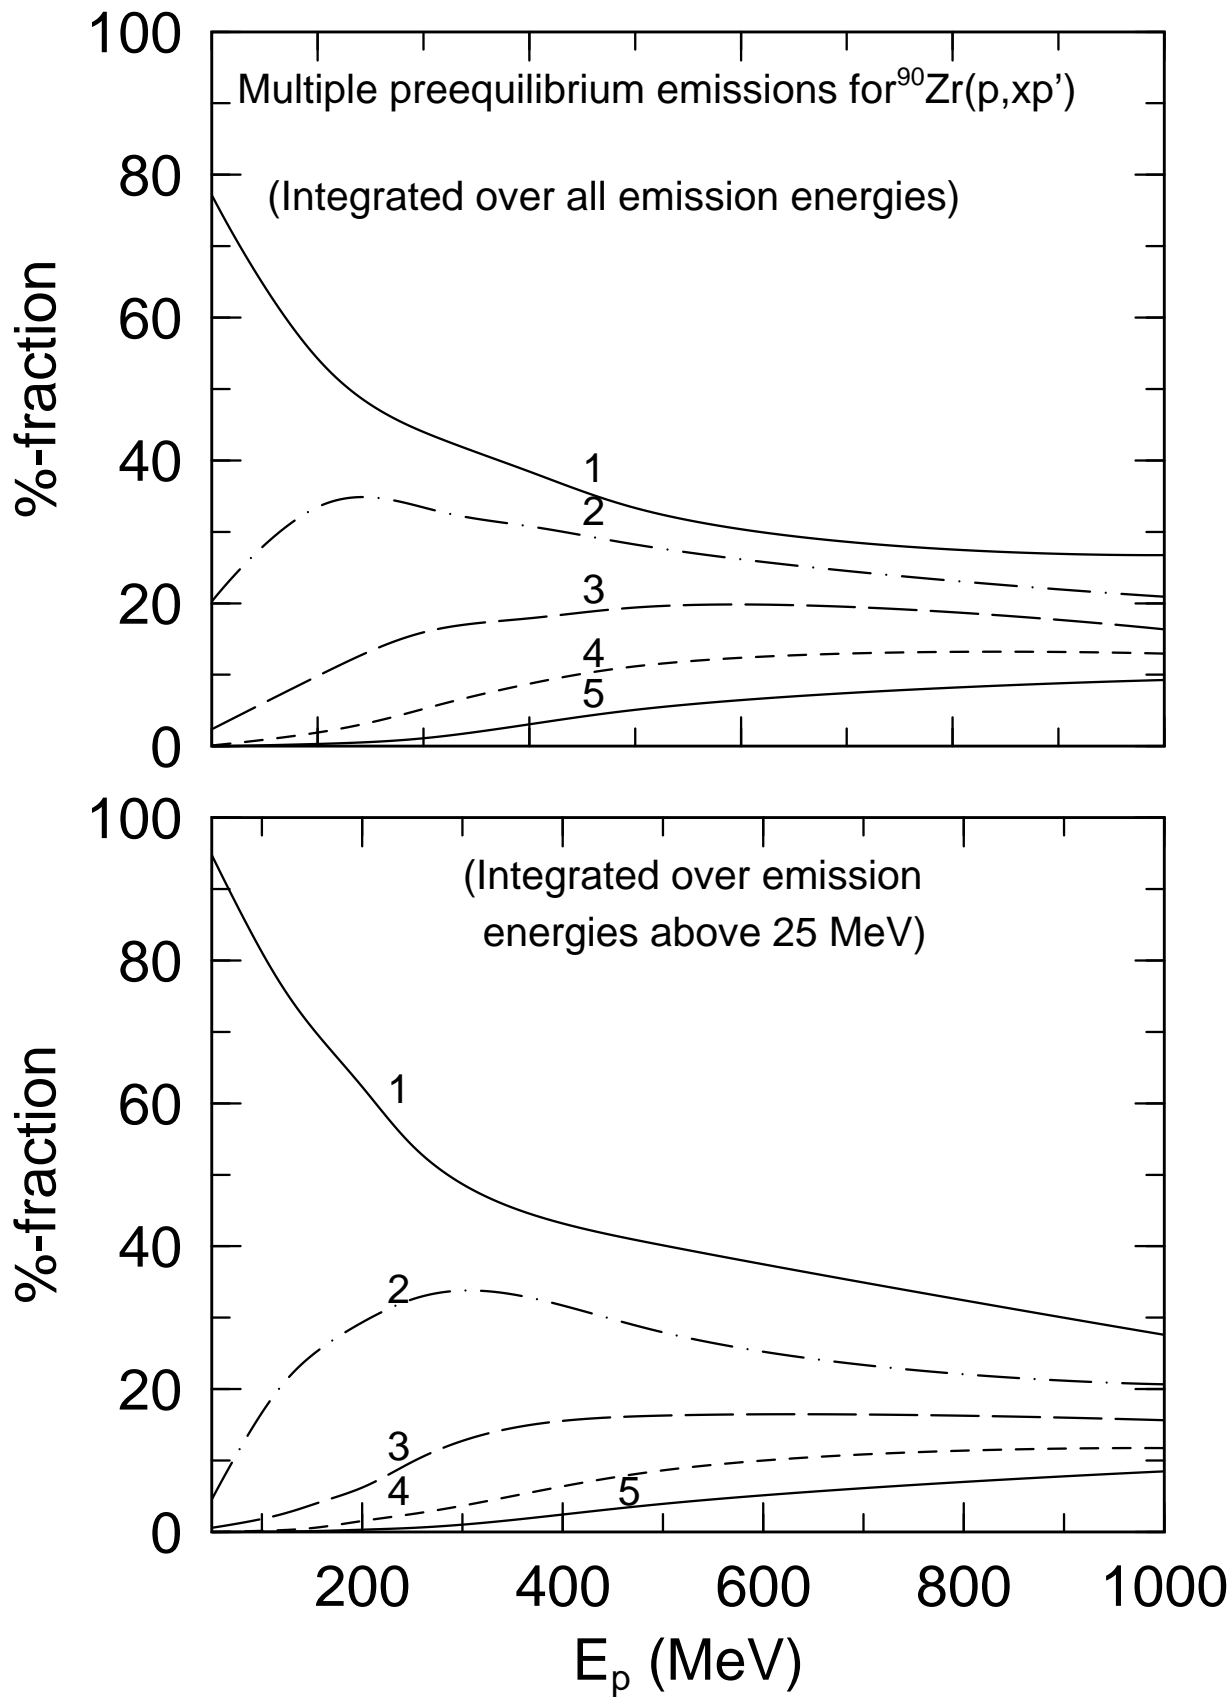 100
Multiple preequilibrium emissions for⁹⁰Zr(p,xp’)
80
(Integrated over all emission energies)
60
%-fraction
40
1
2
20
3
4
5
0
100
(Integrated over emission
energies above 25 MeV)
80
60
1
%-fraction
40
2
20
3
4
5
0
200 400 600 800 1000
Eₚ (MeV)